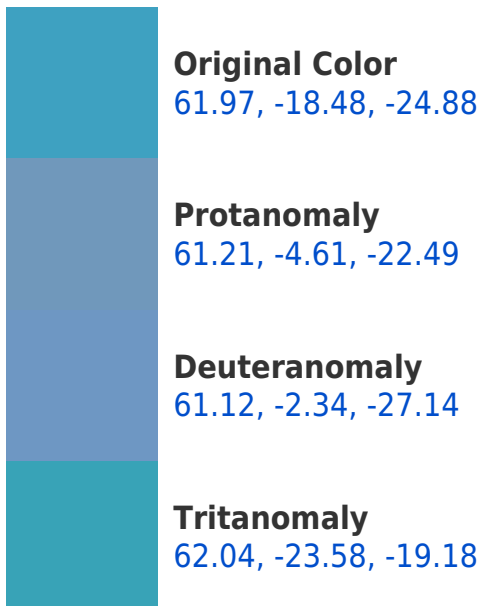 Original Color
61.97, -18.48, -24.88
Protanomaly
61.21, -4.61, -22.49
Deuteranomaly
61.12, -2.34, -27.14
Tritanomaly
62.04, -23.58, -19.18